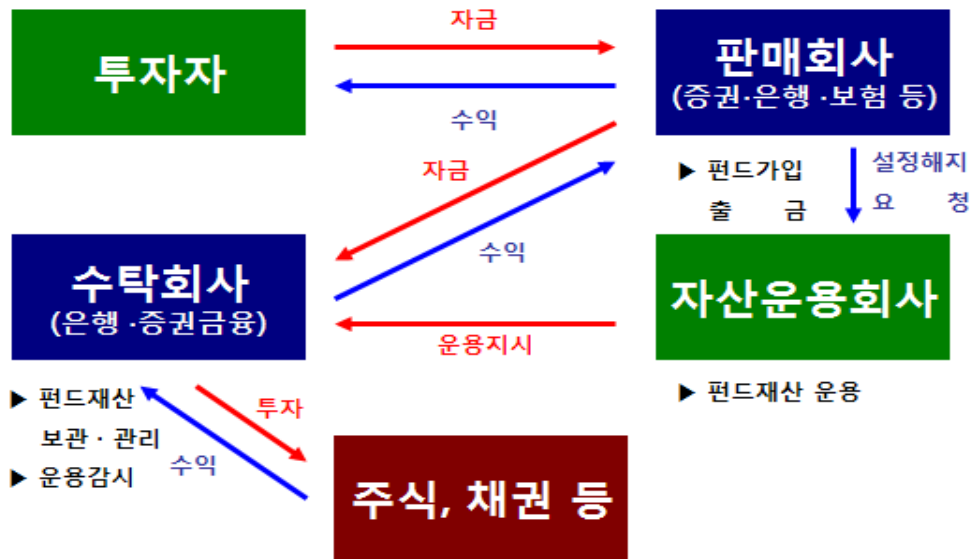 자금
투자자
판매회사
(증권·은행 ·보험 등)
수익
자금
▶ 펀드가입
출 금
설정해지
요 청
수익
수탁회사
(은행 ·증권금융)
자산운용회사
운용지시
▶ 펀드재산
보관 · 관리
▶ 운용감시
투자
수익
▶ 펀드재산 운용
주식, 채권 등